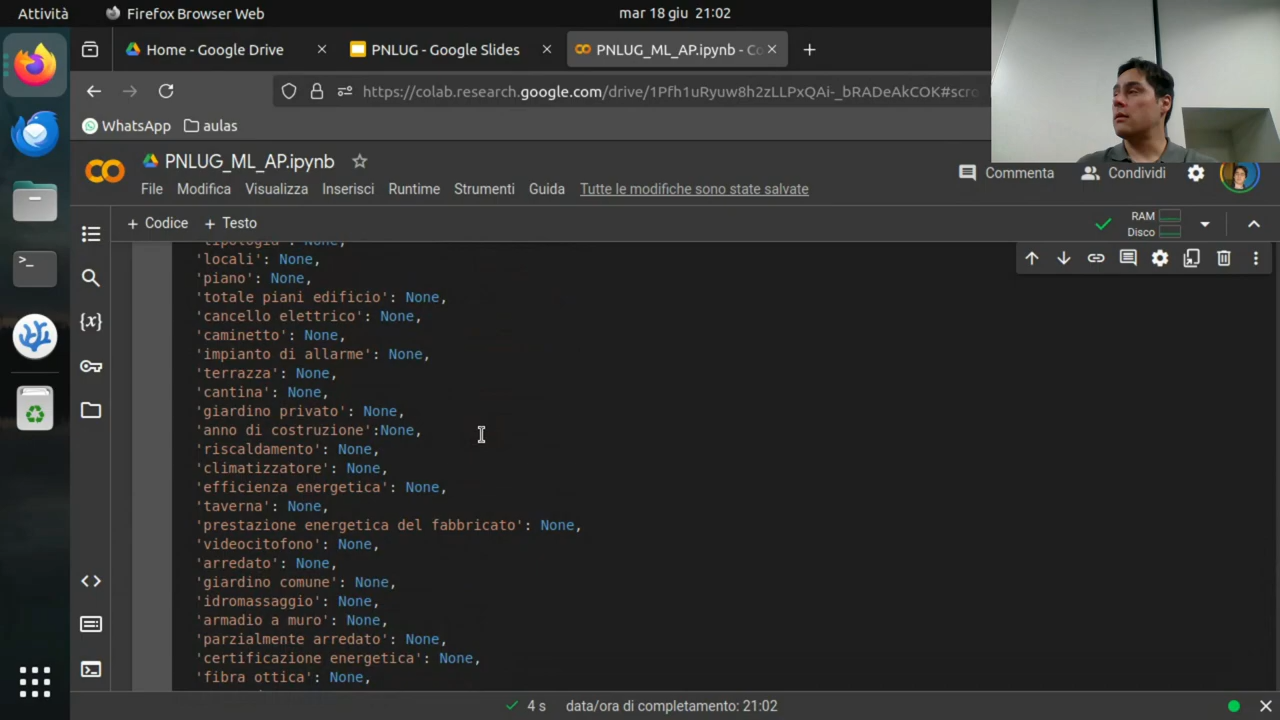 Attività
Firefox Browser Web
mar 18 giu 21:02
Home - Google Drive
PNLUG - Google Slides
PNLUG_ML_AP.ipynb - Co
https://colab.research.google.com/drive/1Pfh1uRyuw8h2zLLPxQAi-_bRADeAkCOK#scro
WhatsApp
aulas
PNLUG_ML_AP.ipynb
File Modifica Visualizza Inserisci Runtime Strumenti Guida Tutte le modifiche sono state salvate
Commenta
Condividi
+ Codice + Testo
RAM
Disco
'tipologia': None,
'locali': None,
'piano': None,
'totale piani edificio': None,
'cancello elettrico': None,
'caminetto': None,
'impianto di allarme': None,
'terrazza': None,
'cantina': None,
'giardino privato': None,
'anno di costruzione':None,
'riscaldamento': None,
'climatizzatore': None,
'efficienza energetica': None,
'taverna': None,
'prestazione energetica del fabbricato': None,
'videocitofono': None,
'arredato': None,
'giardino comune': None,
'idromassaggio': None,
'armadio a muro': None,
'parzialmente arredato': None,
'certificazione energetica': None,
'fibra ottica': None,
4 s data/ora di completamento: 21:02